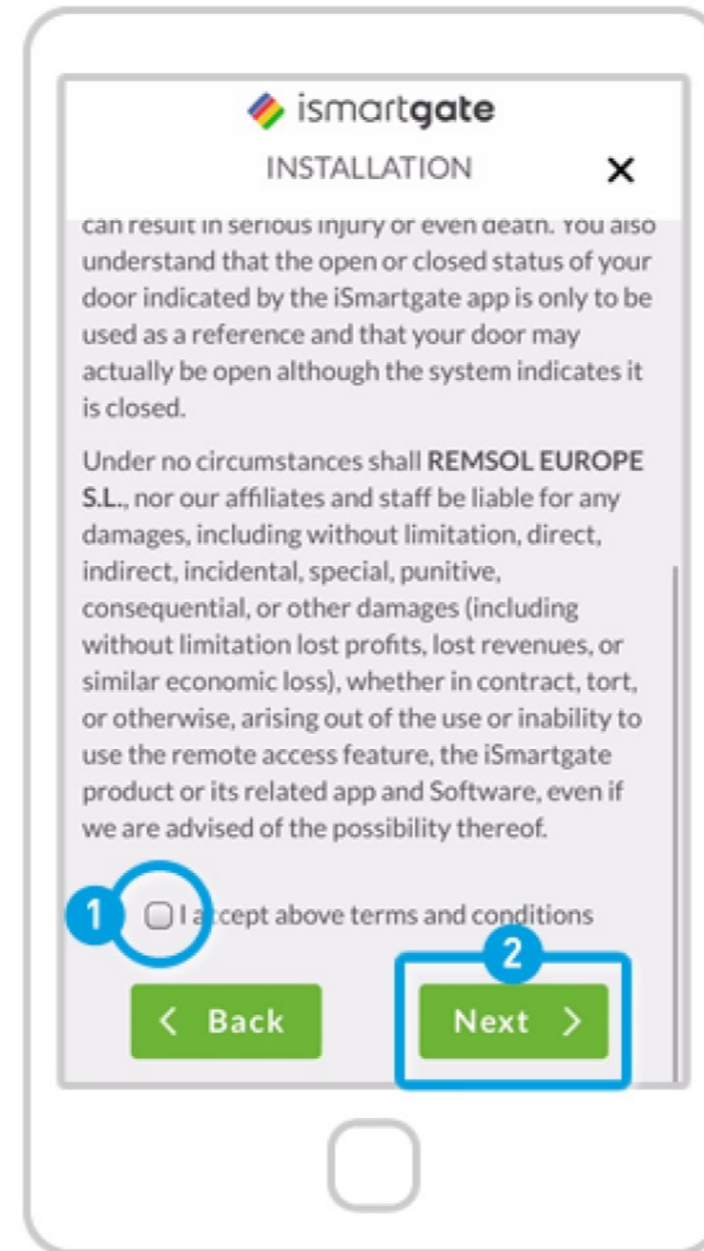 ismartgate
INSTALLATION
can result in serious injury or even death. You also
understand that the open or closed status of your
door indicated by the iSmartgate app is only to be
used as a reference and that your door may
actually be open although the system indicates it
is closed.
Under no circumstances shall REMSOL EUROPE
S.L., nor our affiliates and staff be liable for any
damages, including without limitation, direct,
indirect, incidental, special, punitive,
consequential, or other damages (including
without limitation lost profits, lost revenues, or
similar economic loss), whether in contract, tort,
or otherwise, arising out of the use or inability to
use the remote access feature, the iSmartgate
product or its related app and Software, even if
we are advised of the possibility thereof.
1 I accept above terms and conditions
2
Back Next